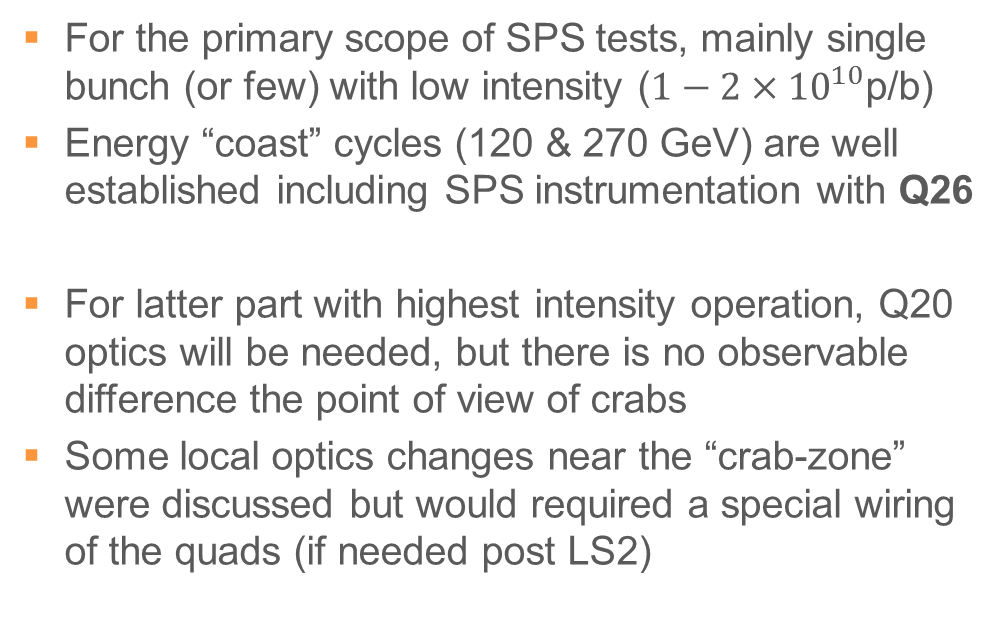 ▪ For the primary scope of SPS tests, mainly single
bunch (or few) with low intensity (1 − 2 × 10¹⁰p/b)
▪ Energy “coast” cycles (120 & 270 GeV) are well
established including SPS instrumentation with Q26
▪ For latter part with highest intensity operation, Q20
optics will be needed, but there is no observable
difference the point of view of crabs
▪ Some local optics changes near the “crab-zone”
were discussed but would required a special wiring
of the quads (if needed post LS2)